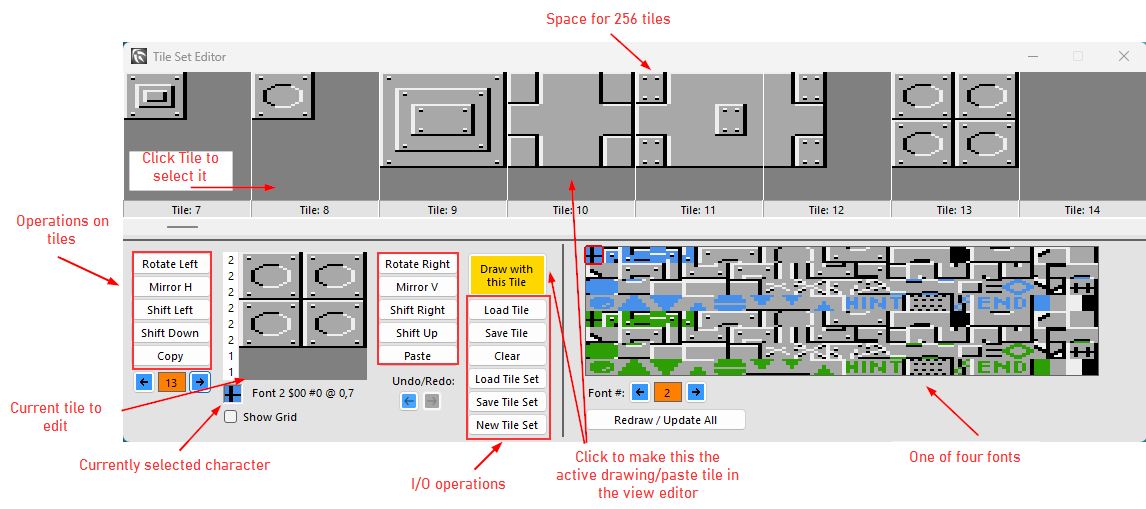 Space for 256 tiles
Tile Set Editor
Click Tile to
select it
Tile: 7
Tile: 8
Tile: 9
Tile: 10
Tile: 11
Tile: 12
Tile: 13
Tile: 14
Operations on
tiles
Rotate Left
Mirror H
Shift Left
Shift Down
Copy
13
2
2
2
2
2
2
1
1
Font 2 $00 #0 @ 0,7
Show Grid
Rotate Right
Mirror V
Shift Right
Shift Up
Paste
Undo/Redo:
Draw with
this Tile
Load Tile
Save Tile
Clear
Load Tile Set
Save Tile Set
New Tile Set
HINT
END
HINT
END
Font #:
2
Redraw / Update All
Current tile to
edit
Currently selected character
I/O operations
Click to make this the
active drawing/paste tile in
the view editor
One of four fonts